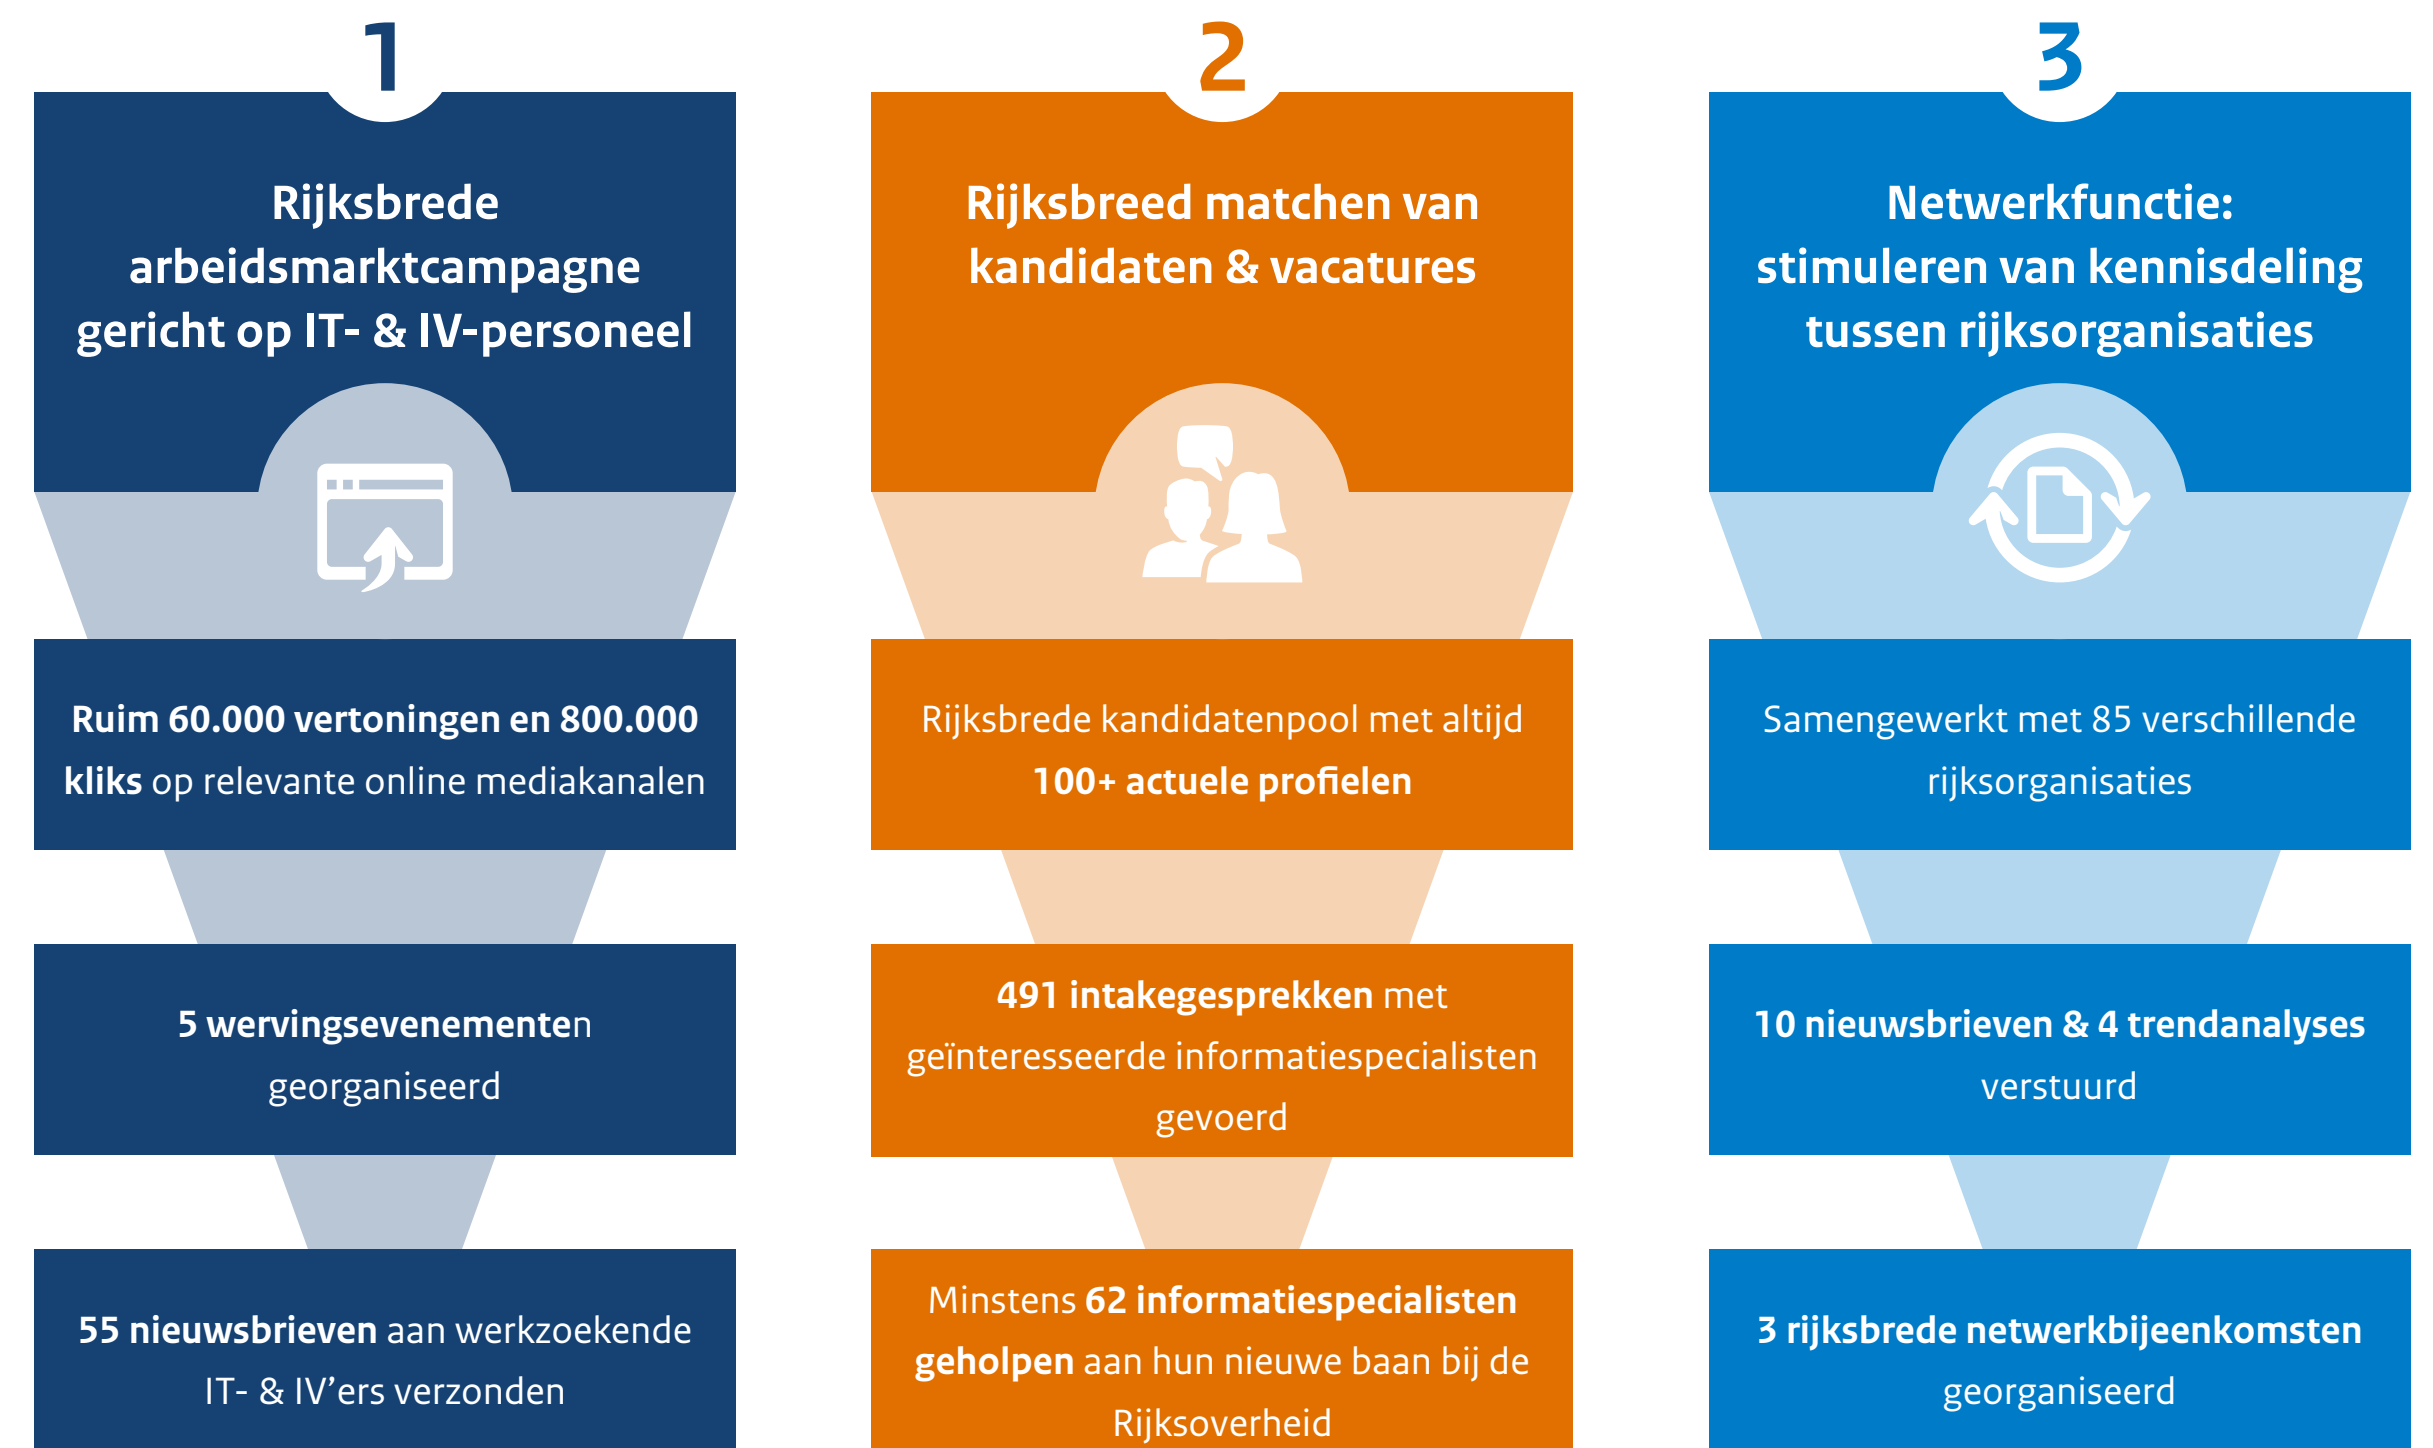 1
Rijksbrede
arbeidsmarktcampagne
gericht op IT- & IV-personeel
Ruim 60.000 vertoningen en 800.000
kliks op relevante online mediakanalen
5 wervingsevenementen
georganiseerd
55 nieuwsbrieven aan werkzoekende
IT- & IV’ers verzonden
2
Rijksbreed matchen van
kandidaten & vacatures
Rijksbrede kandidatenpool met altijd
100+ actuele profielen
491 intakegesprekken met
geïnteresseerde informatiespecialisten
gevoerd
Minstens 62 informatiespecialisten
geholpen aan hun nieuwe baan bij de
Rijksoverheid
3
Netwerkfunctie:
stimuleren van kennisdeling
tussen rijksorganisaties
Samengewerkt met 85 verschillende
rijksorganisaties
10 nieuwsbrieven & 4 trendanalyses
verstuurd
3 rijksbrede netwerkbijeenkomsten
georganiseerd